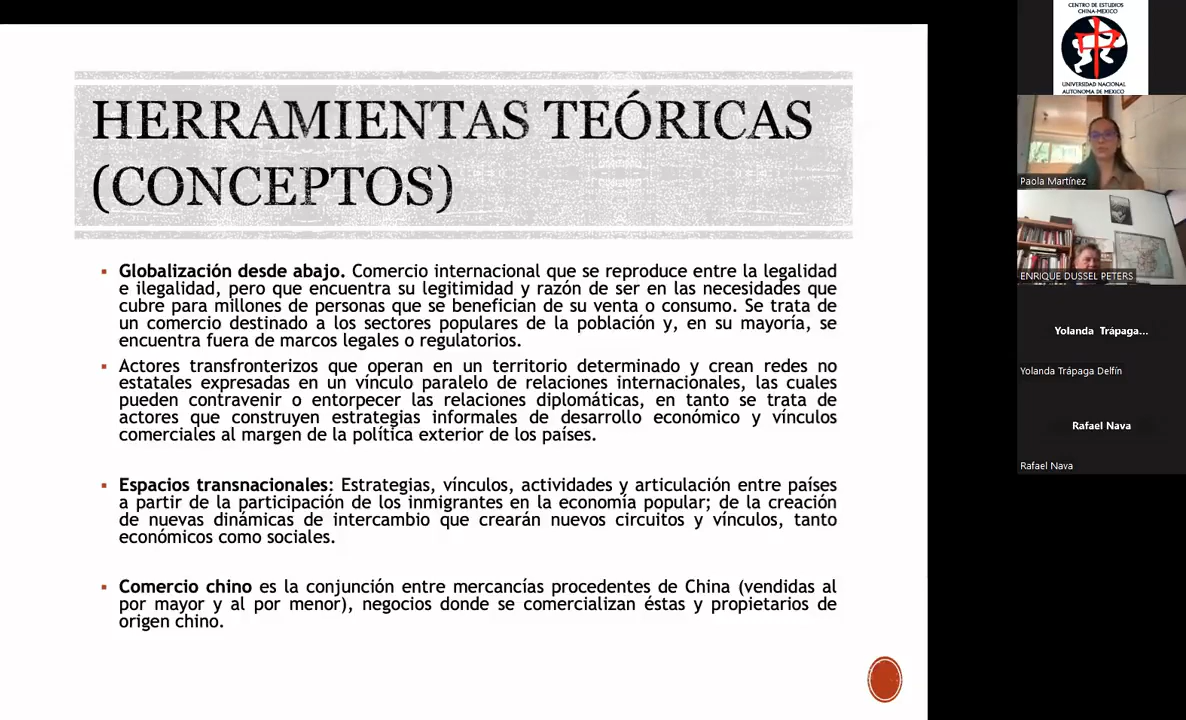 HERRAMIENTAS TEÓRICAS
(CONCEPTOS)
▪ Globalización desde abajo. Comercio internacional que se reproduce entre la legalidad
e ilegalidad, pero que encuentra su legitimidad y razón de ser en las necesidades que
cubre para millones de personas que se benefician de su venta o consumo. Se trata de
un comercio destinado a los sectores populares de la población y, en su mayoría, se
encuentra fuera de marcos legales o regulatorios.
▪ Actores transfronterizos que operan en un territorio determinado y crean redes no
estatales expresadas en un vínculo paralelo de relaciones internacionales, las cuales
pueden contravenir o entorpecer las relaciones diplomáticas, en tanto se trata de
actores que construyen estrategias informales de desarrollo económico y vínculos
comerciales al margen de la política exterior de los países.
▪ Espacios transnacionales: Estrategias, vínculos, actividades y articulación entre países
a partir de la participación de los inmigrantes en la economía popular; de la creación
de nuevas dinámicas de intercambio que crearán nuevos circuitos y vínculos, tanto
económicos como sociales.
▪ Comercio chino es la conjunción entre mercancías procedentes de China (vendidas al
por mayor y al por menor), negocios donde se comercializan éstas y propietarios de
origen chino.
CENTRO DE ESTUDIOS
CHINA-MEXICO
UNIVERSIDAD NACIONAL
AUTONOMA DE MEXICO
Paola Martínez
ENRIQUE DUSSEL PETERS
Yolanda Trápaga...
Yolanda Trápaga Delfín
Rafael Nava
Rafael Nava